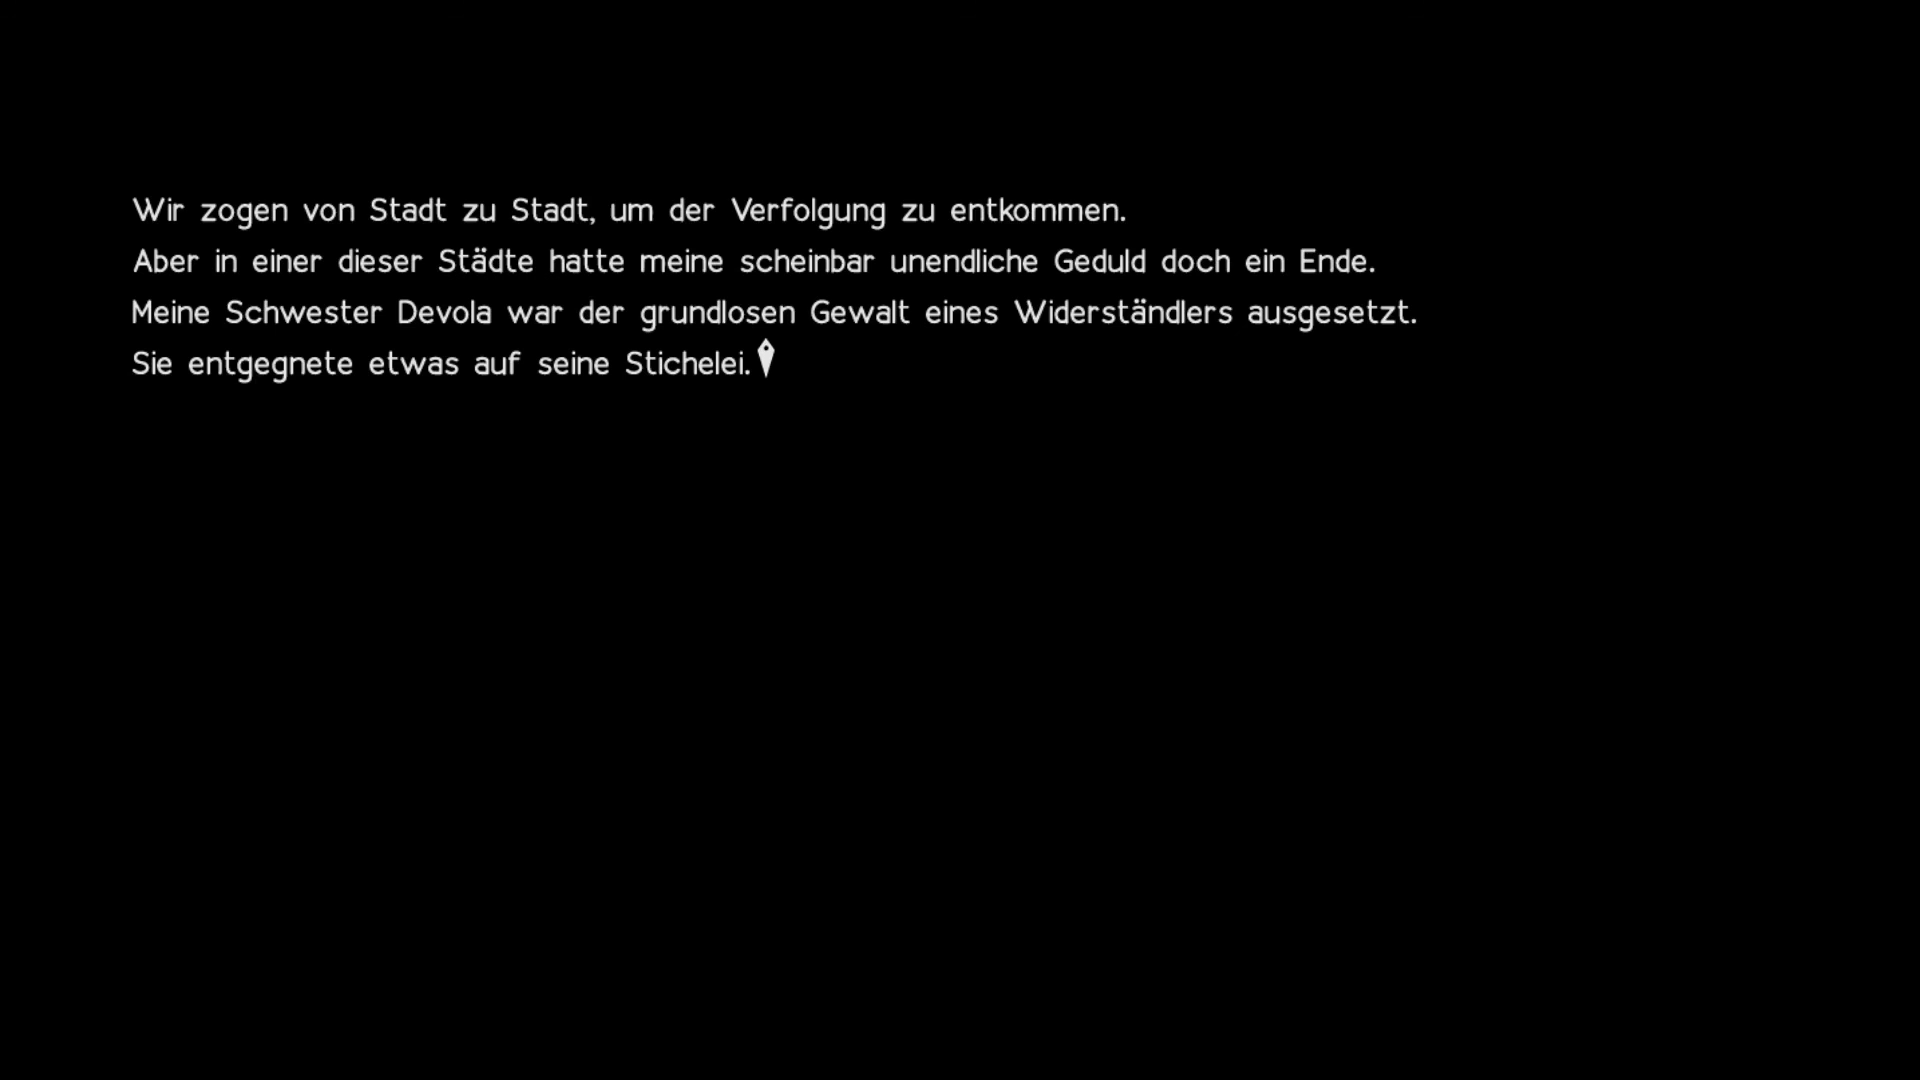 Wir zogen von Stadt zu Stadt, um der Verfolgung zu entkommen.
Aber in einer dieser Städte hatte meine scheinbar unendliche Geduld doch ein Ende.
Meine Schwester Devola war der grundlosen Gewalt eines Widerständlers ausgesetzt.
Sie entgegnete etwas auf seine Stichelei.